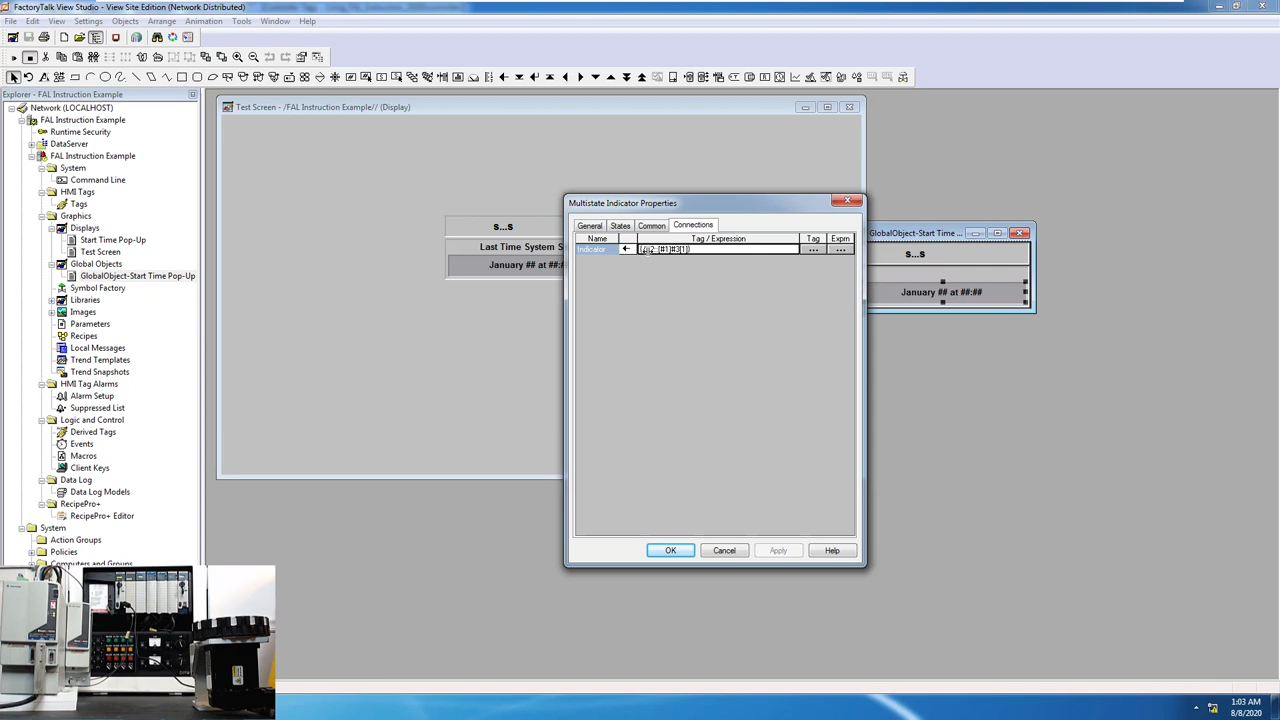 FactoryTalk View Studio - View Site Edition (Network Distributed)
File Edit View Settings Objects Arrange Animation Tools Window Help
Explorer - FAL Instruction Example
Network (LOCALHOST)
FAL Instruction Example
Runtime Security
DataServer
FAL Instruction Example
System
Command Line
HMI Tags
Tags
Graphics
Displays
Start Time Pop-Up
Test Screen
Global Objects
GlobalObject-Start Time Pop-Up
Symbol Factory
Libraries
Images
Parameters
Recipes
Local Messages
Trend Templates
Trend Snapshots
HMI Tag Alarms
Alarm Setup
Suppressed List
Logic and Control
Derived Tags
Events
Macros
Client Keys
Data Log
Data Log Models
RecipePro+
RecipePro+ Editor
System
Action Groups
Policies
Computers and Groups
Test Screen - /FAL Instruction Example// (Display)
s...s
Last Time System S
January ## at ##:##
Multistate Indicator Properties
General States Common Connections
Name Tag / Expression Tag Exprn
Indicator
... ...
OK Cancel Apply Help
GlobalObject-Start Time ...
s...s
January ## at ##:##
1:03 AM
8/8/2020